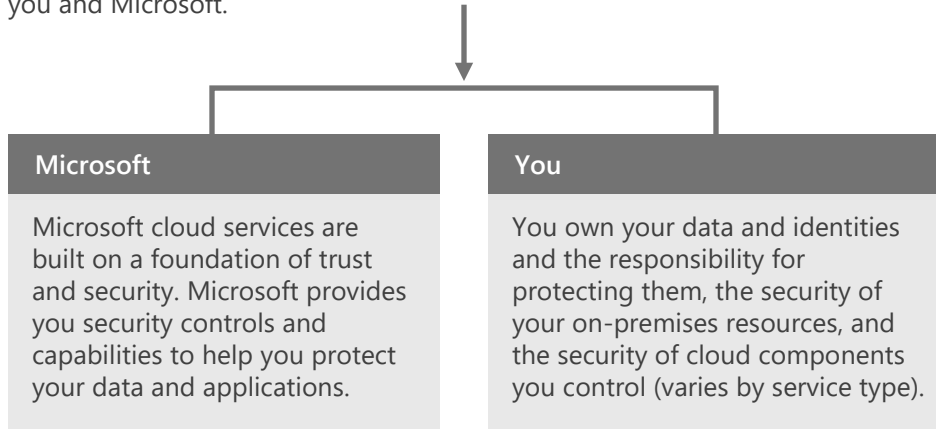 you and Microsoft.
Microsoft
Microsoft cloud services are
built on a foundation of trust
and security. Microsoft provides
you security controls and
capabilities to help you protect
your data and applications.
You
You own your data and identities
and the responsibility for
protecting them, the security of
your on-premises resources, and
the security of cloud components
you control (varies by service type).